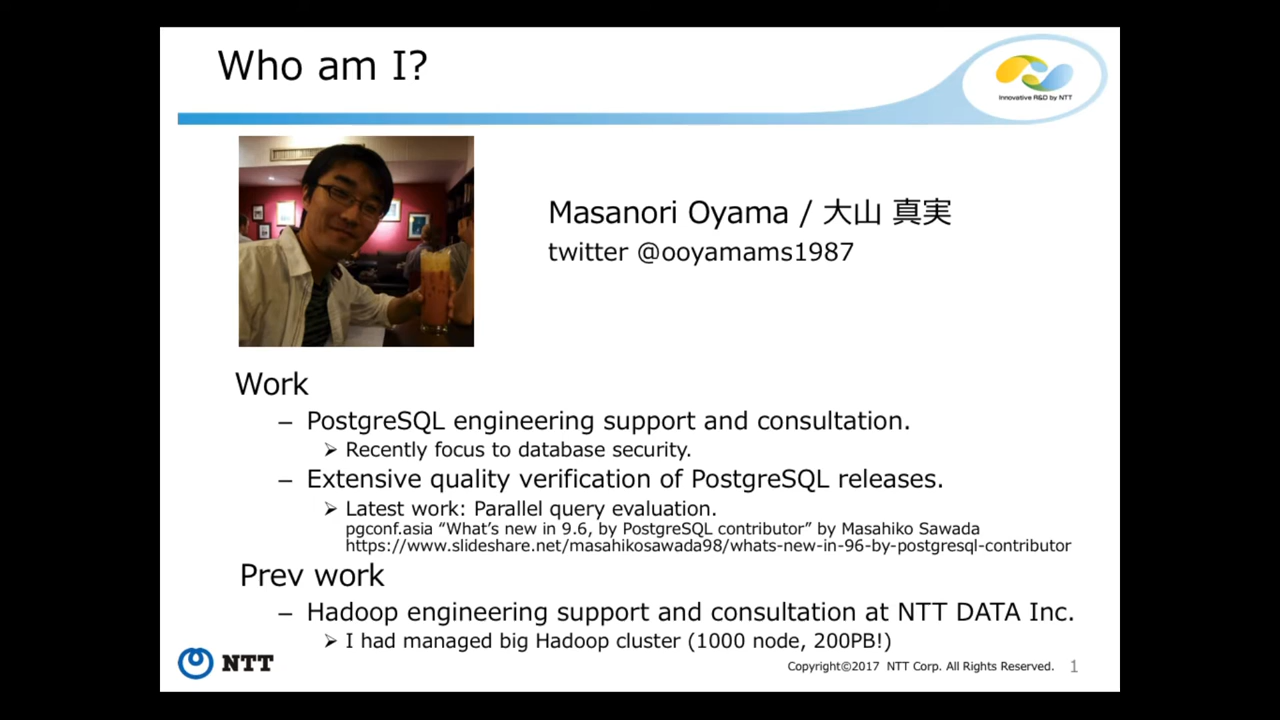 Who am I?
Innovative R&D by NTT
Masanori Oyama / 大山 真実
twitter @ooyamams1987
Work
– PostgreSQL engineering support and consultation.
➢ Recently focus to database security.
– Extensive quality verification of PostgreSQL releases.
➢ Latest work: Parallel query evaluation.
pgconf.asia “What’s new in 9.6, by PostgreSQL contributor” by Masahiko Sawada
https://www.slideshare.net/masahikosawada98/whats-new-in-96-by-postgresql-contributor
Prev work
– Hadoop engineering support and consultation at NTT DATA Inc.
➢ I had managed big Hadoop cluster (1000 node, 200PB!)
NTT
Copyright©2017 NTT Corp. All Rights Reserved.
1